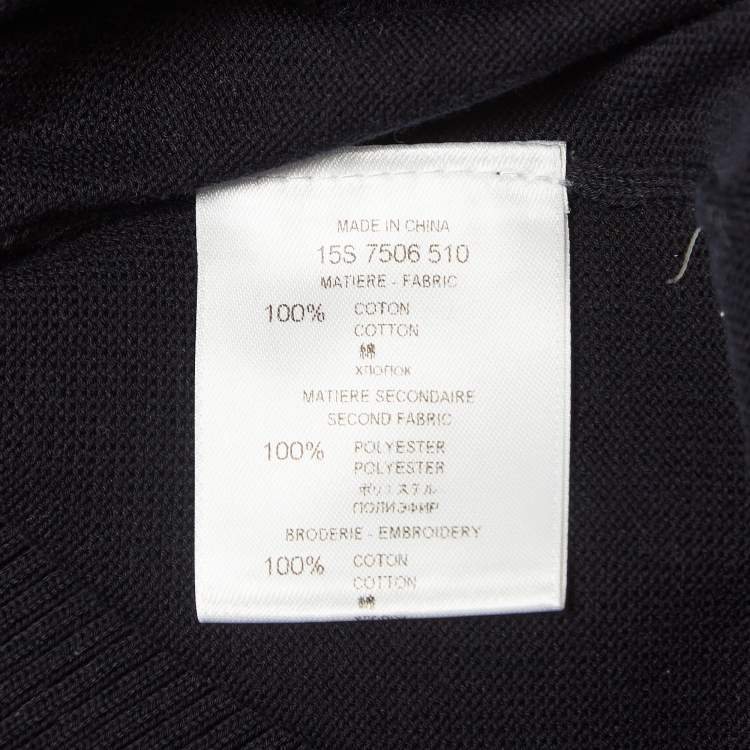 MADE IN CHINA
15S 7506 510
MATIERE - FABRIC
100% COTON
COTTON
綿
ХЛОПОК
MATIERE SECONDAIRE
SECOND FABRIC
100% POLYESTER
POLYESTER
ポリエステル
ПОЛИЭФИР
BRODERIE - EMBROIDERY
100% COTON
COTTON
綿
ХЛОПОК